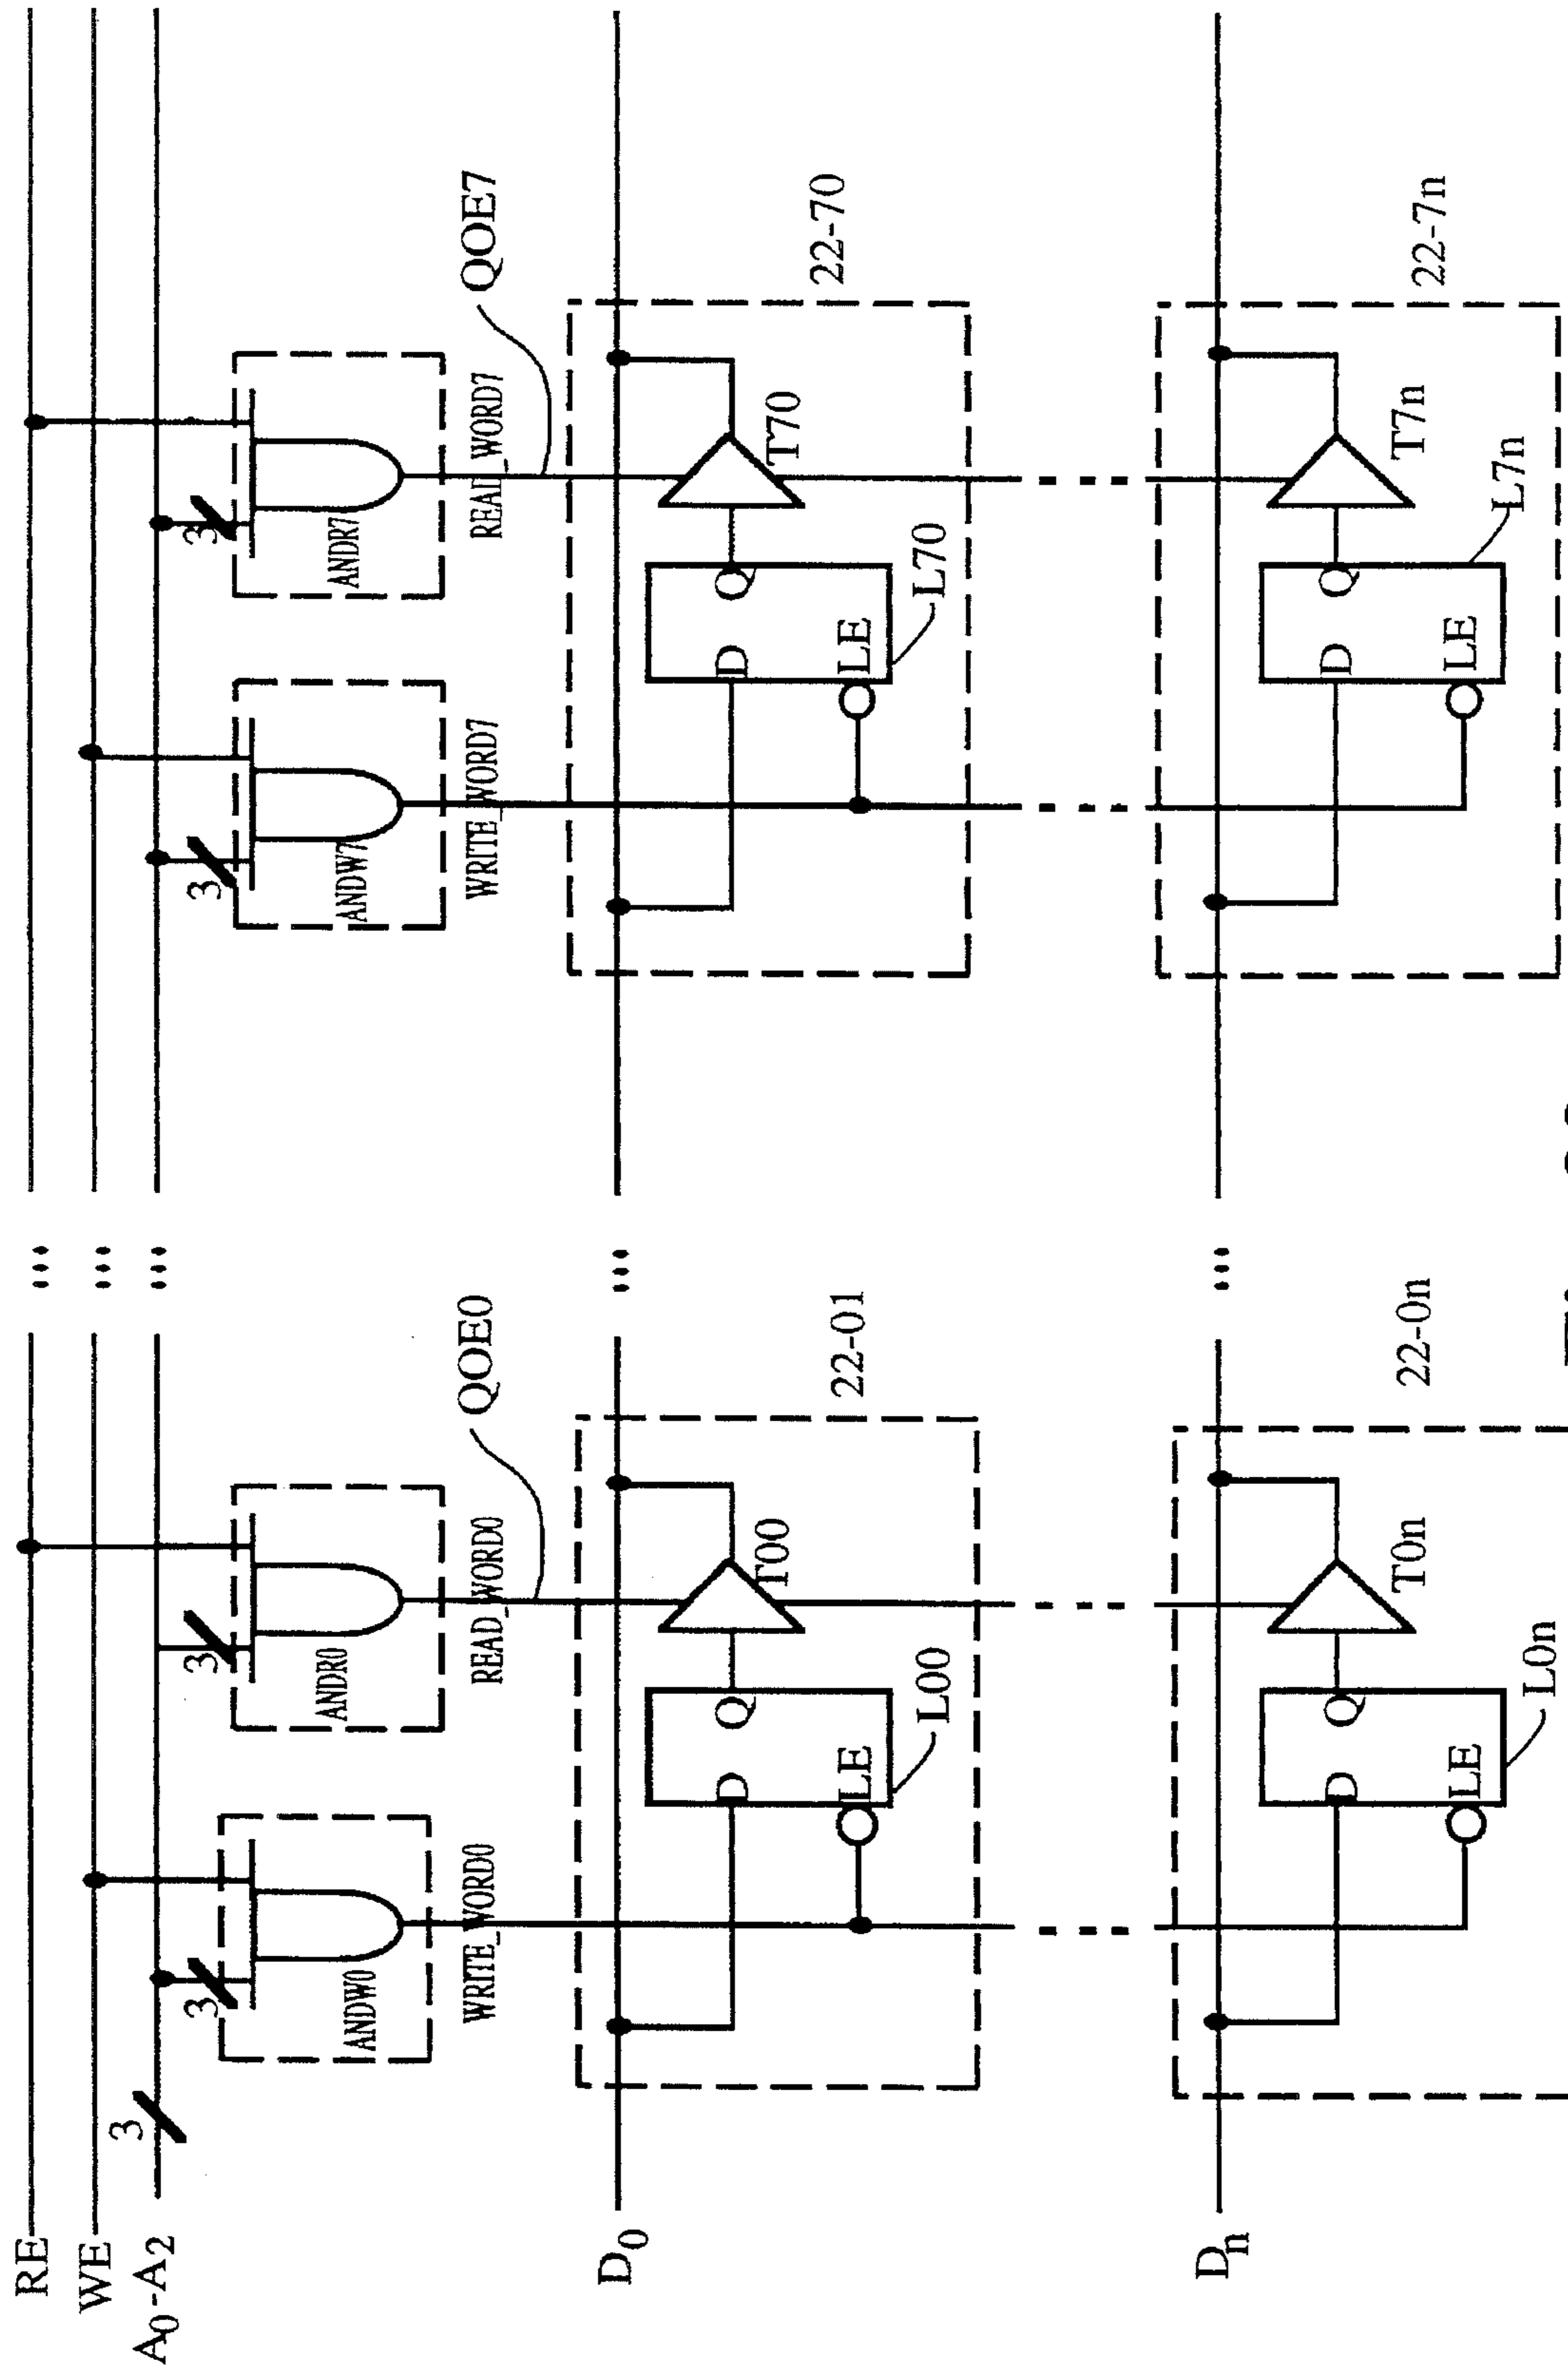 RE
WE
A0-A2
3
3
ANDW0
3
ANDR0
3
ANDW7
3
ANDR7
WRITE_WORD0
READ_WORD0
QOE0
WRITE_WORD7
READ_WORD7
QOE7
D0
D
Q
LE
T00
L00
22-01
D
Q
LE
T70
L70
22-70
Dn
D
Q
LE
T0n
L0n
22-0n
D
Q
LE
T7n
L7n
22-7n